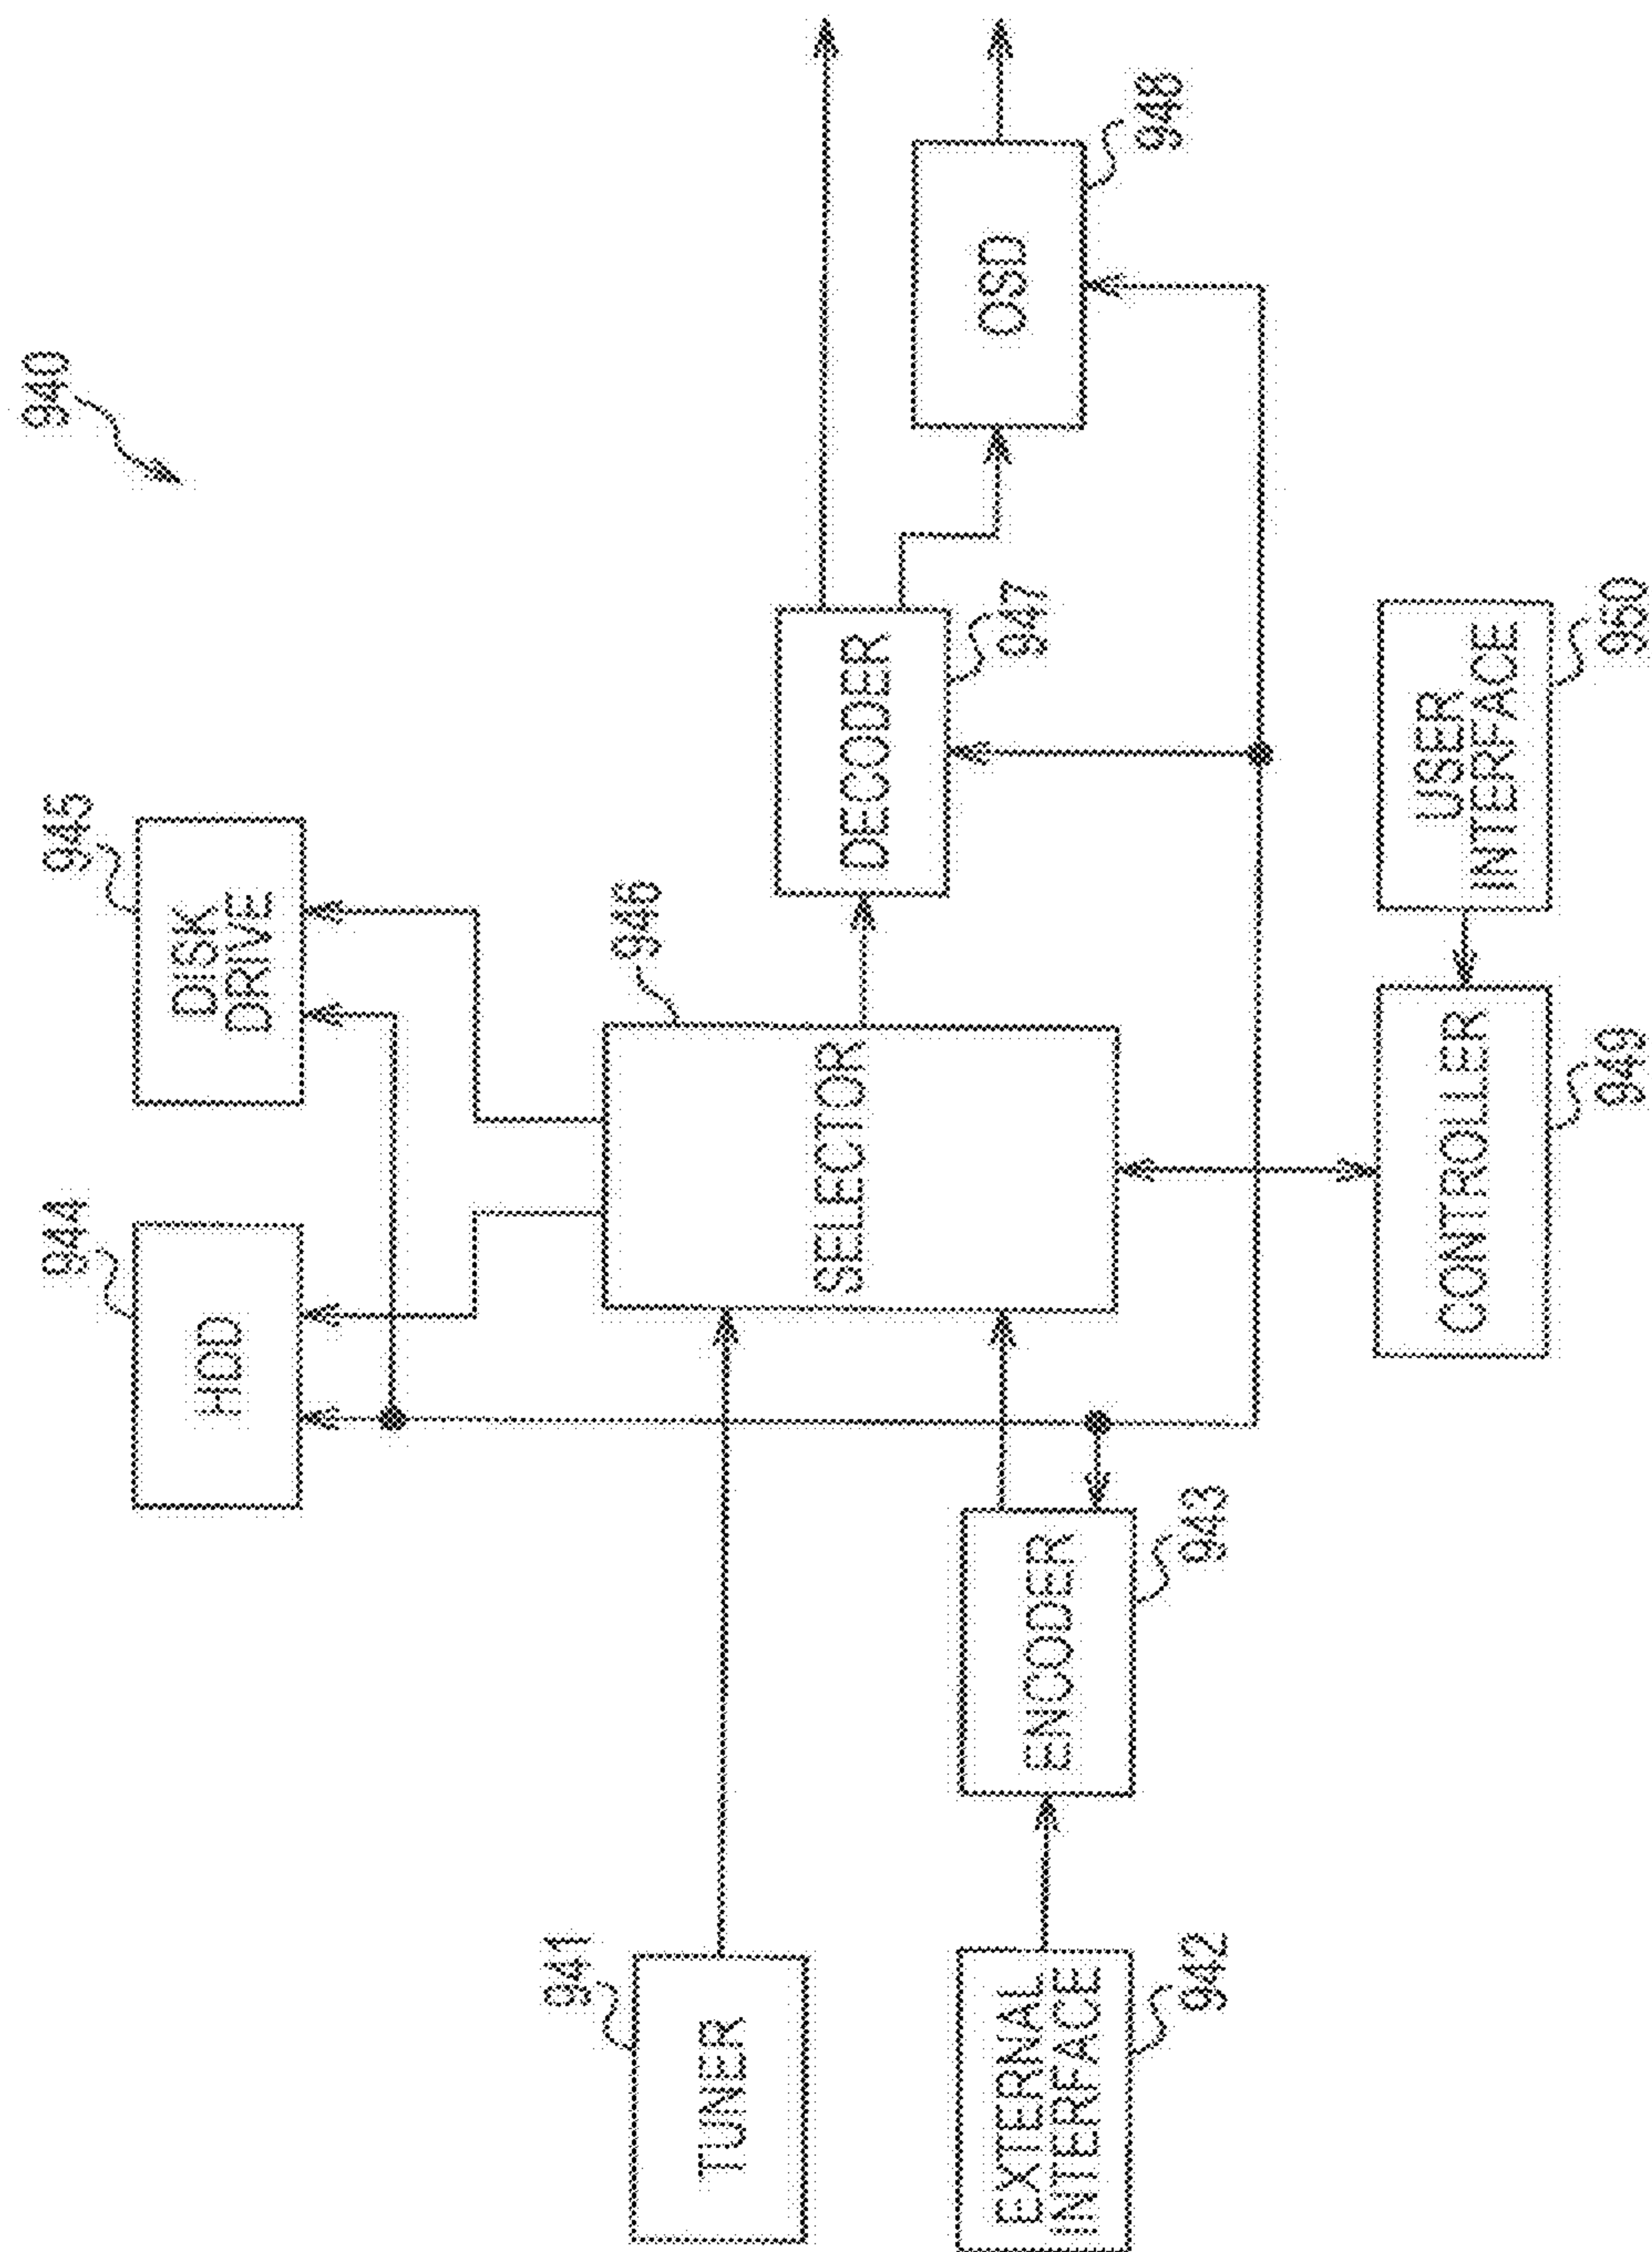 940
944
HDD
945
DISK
DRIVE
941
TUNER
946
SELECTOR
DECODER
947
OSD
948
EXTERNAL
INTERFACE
942
ENCODER
943
CONTROLLER
949
USER
INTERFACE
950